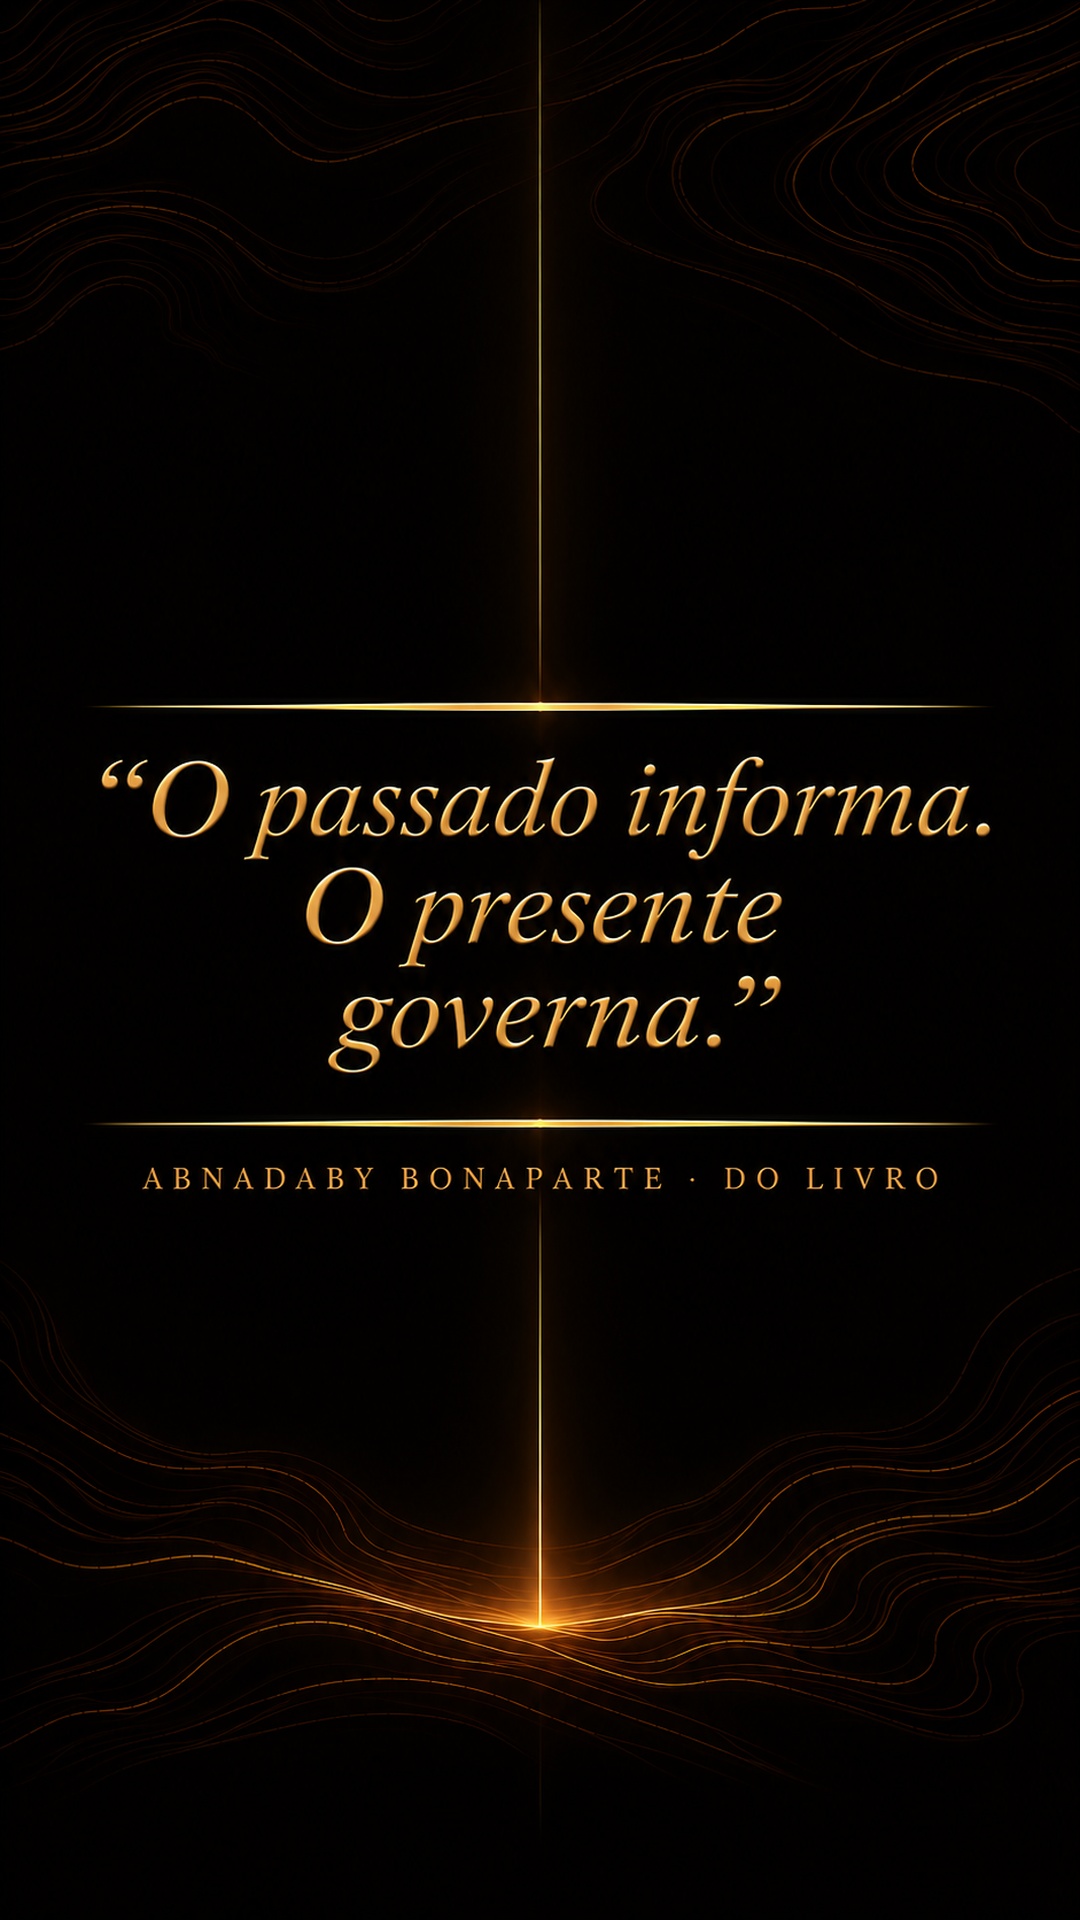 “O passado informa.
O presente
governa.”
ABNADABY BONAPARTE · DO LIVRO